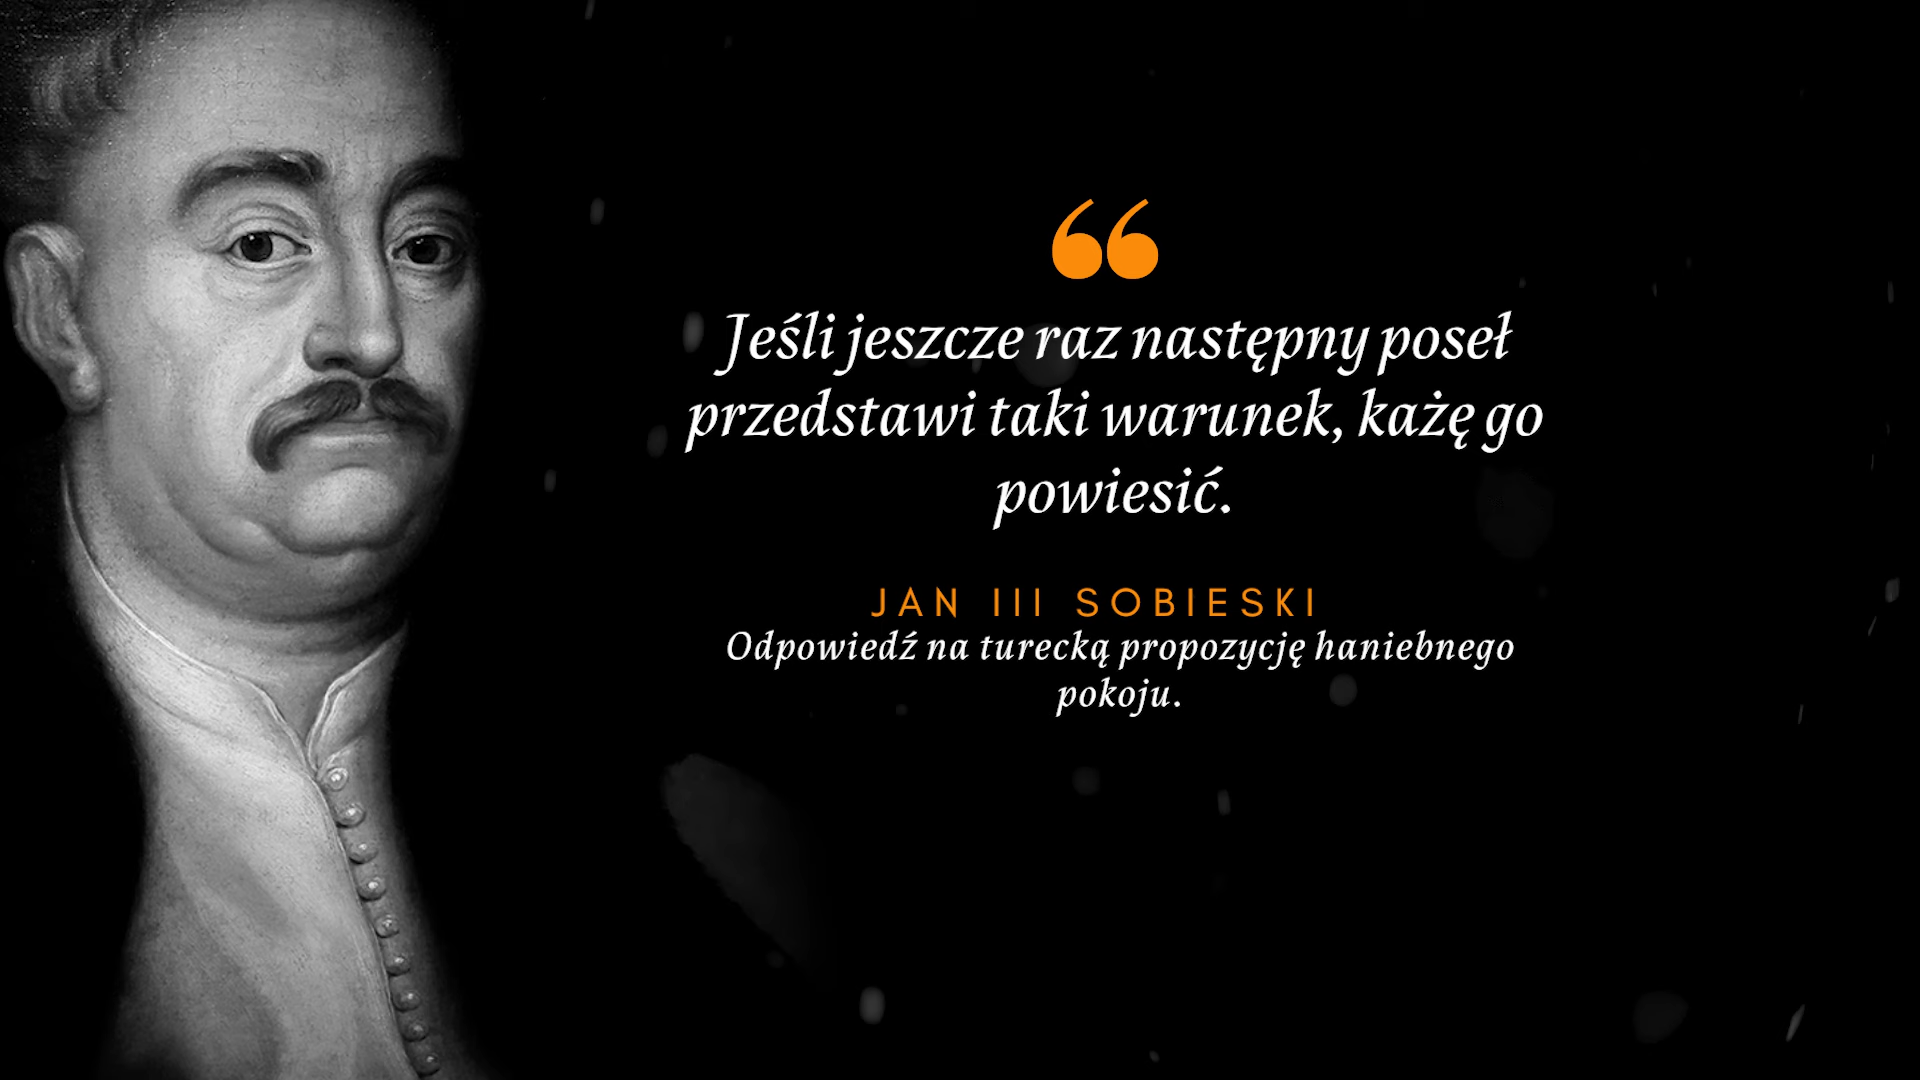 “
Jeśli jeszcze raz następny poseł
przedstawi taki warunek, każę go
powiesić.
JAN III SOBIESKI
Odpowiedź na turecką propozycję haniebnego
pokoju.